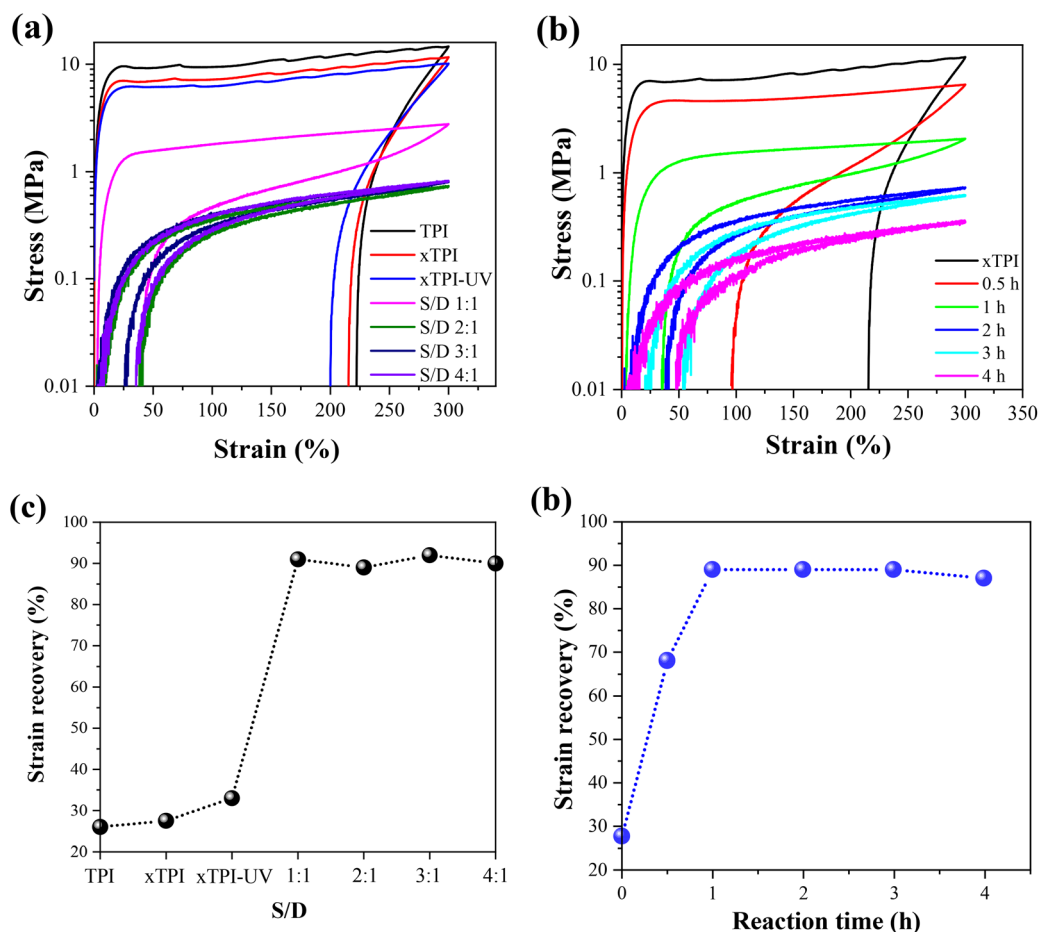 (a)
10
1
0.1
0.01
Stress (MPa)
TPI
xTPI
xTPI-UV
S/D 1:1
S/D 2:1
S/D 3:1
S/D 4:1
0 50 100 150 200 250 300
Strain (%)
(b)
10
1
0.1
0.01
Stress (MPa)
xTPI
0.5 h
1 h
2 h
3 h
4 h
0 50 100 150 200 250 300 350
Strain (%)
(c)
100
90
80
70
60
50
40
30
20
Strain recovery (%)
TPI xTPI xTPI-UV 1:1 2:1 3:1 4:1
S/D
(b)
100
90
80
70
60
50
40
30
20
Strain recovery (%)
0 1 2 3 4
Reaction time (h)